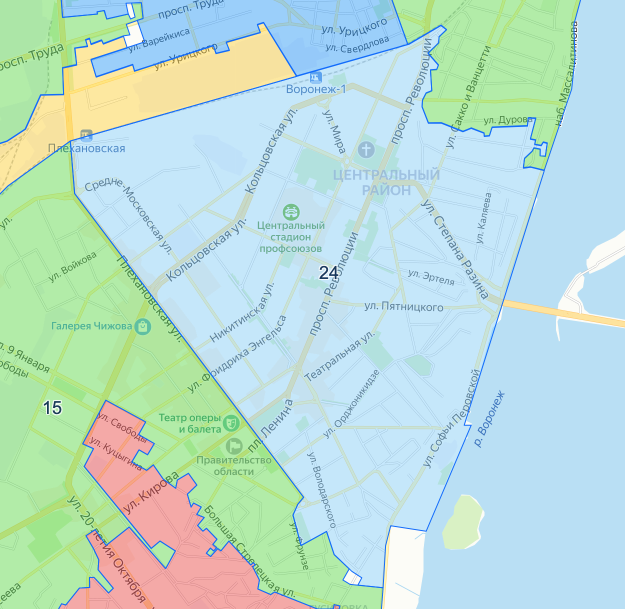 просп. Труда
просп. Труда
ул. Урицкого
ул. Варейкиса
ул. Свердлова
ул. Урицкого
Воронеж-1
просп. Революции
ул. Сакко и Ванцетти
наб. Массалитинова
ул. Дурова
Плехановская
Кольцовская ул.
ул. Мира
ЦЕНТРАЛЬНЫЙ
РАЙОН
Средне-Московская ул.
ул.
Центральный
стадион
профсоюзов
ул. Степана Разина
ул. Каляева
Кольцовская ул.
просп. Революции
24
ул. Войкова
Плехановская ул.
ул. Эртеля
ул. Пятницкого
Никитинская ул.
Галерея Чижова
ул. Фридриха Энгельса
Театральная ул.
ул. 9 Января
ободы
15
ул. Орджоникидзе
ул. Софьи Перовской
р. Воронеж
Театр оперы
и балета
пл. Ленина
ул. Свободы
ул. Куцыгина
Правительство
области
ул. Кирова
ул. Володарского
ул. 20-летия Октября
Большая Стрелецкая ул.
ул. Фрунзе
еева